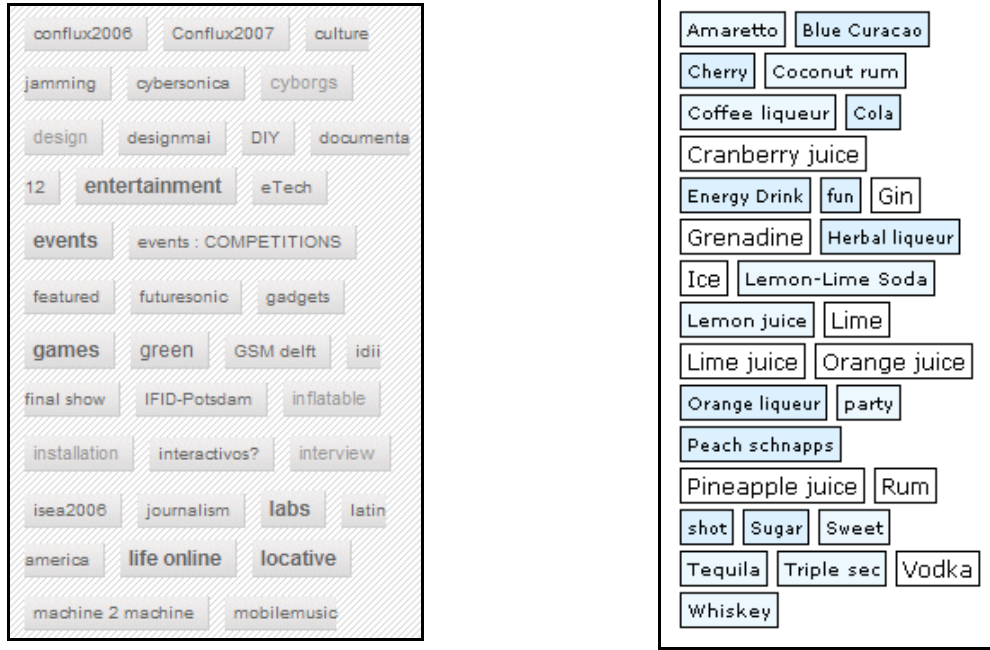 conflux2006 Conflux2007 culture
jamming cybersonica cyborgs
design designmai DIY documenta
12 entertainment eTech
events events : COMPETITIONS
featured futuresonic gadgets
games green GSM delft idii
final show IFID-Potsdam inflatable
installation interactivos? interview
isea2006 journalism labs latin
america life online locative
machine 2 machine mobilemusic
Amaretto Blue Curacao
Cherry Coconut rum
Coffee liqueur Cola
Cranberry juice
Energy Drink fun Gin
Grenadine Herbal liqueur
Ice Lemon-Lime Soda
Lemon juice Lime
Lime juice Orange juice
Orange liqueur party
Peach schnapps
Pineapple juice Rum
shot Sugar Sweet
Tequila Triple sec Vodka
Whiskey